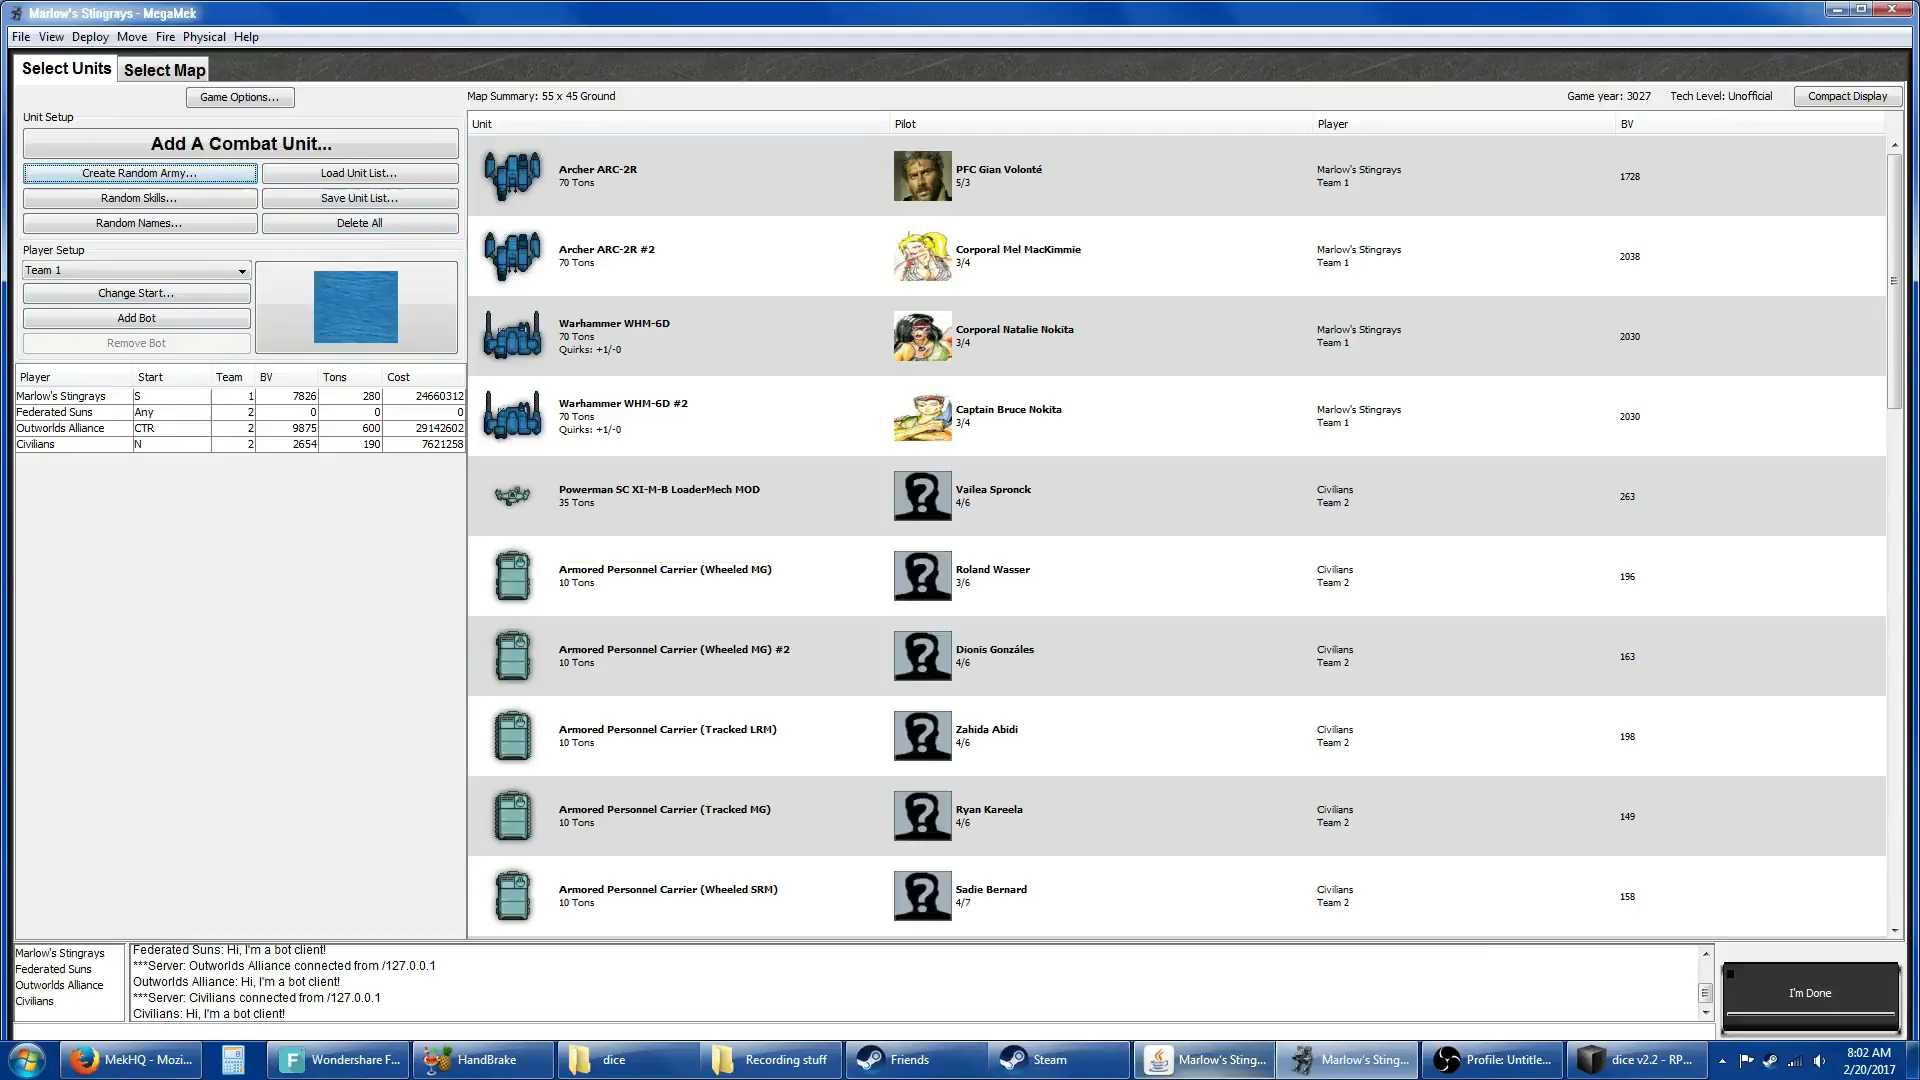 Marlow's Stingrays - MegaMek
File View Deploy Move Fire Physical Help
Select Units Select Map
Game Options...
Map Summary: 55 x 45 Ground
Game year: 3027 Tech Level: Unofficial Compact Display
Unit Setup
Add A Combat Unit...
Create Random Army... Load Unit List...
Random Skills... Save Unit List...
Random Names... Delete All
Player Setup
Team 1
Change Start...
Add Bot
Remove Bot
Player Start Team BV Tons Cost
Marlow's Stingrays S 1 7826 280 24660312
Federated Suns Any 2 0 0 0
Outworlds Alliance CTR 2 9875 600 29142602
Civilians N 2 2654 190 7621258
Unit Pilot Player BV
Archer ARC-2R PFC Gian Volonté Marlow's Stingrays 1728
70 Tons 5/3 Team 1
Archer ARC-2R #2 Corporal Mel MacKimmie Marlow's Stingrays 2038
70 Tons 3/4 Team 1
Warhammer WHM-6D Corporal Natalie Nokita Marlow's Stingrays 2030
70 Tons 3/4 Team 1
Quirks: +1/-0
Warhammer WHM-6D #2 Captain Bruce Nokita Marlow's Stingrays 2030
70 Tons 3/4 Team 1
Quirks: +1/-0
Powerman SC XI-M-B LoaderMech MOD Vailea Spronck Civilians 263
35 Tons 4/6 Team 2
Armored Personnel Carrier (Wheeled MG) Roland Wasser Civilians 196
10 Tons 3/6 Team 2
Armored Personnel Carrier (Wheeled MG) #2 Dionis Gonzáles Civilians 163
10 Tons 4/6 Team 2
Armored Personnel Carrier (Tracked LRM) Zahida Abidi Civilians 198
10 Tons 4/6 Team 2
Armored Personnel Carrier (Tracked MG) Ryan Kareela Civilians 149
10 Tons 4/6 Team 2
Armored Personnel Carrier (Wheeled SRM) Sadie Bernard Civilians 158
10 Tons 4/7 Team 2
Marlow's Stingrays
Federated Suns
Outworlds Alliance
Civilians
Federated Suns: Hi, I'm a bot client!
***Server: Outworlds Alliance connected from /127.0.0.1
Outworlds Alliance: Hi, I'm a bot client!
***Server: Civilians connected from /127.0.0.1
Civilians: Hi, I'm a bot client!
I'm Done
MekHQ - Mozi... Wondershare F... HandBrake dice Recording stuff Friends Steam Marlow's Sting... Marlow's Sting... Profile: Untitle... dice v2.2 - RP... 8:02 AM
2/20/2017